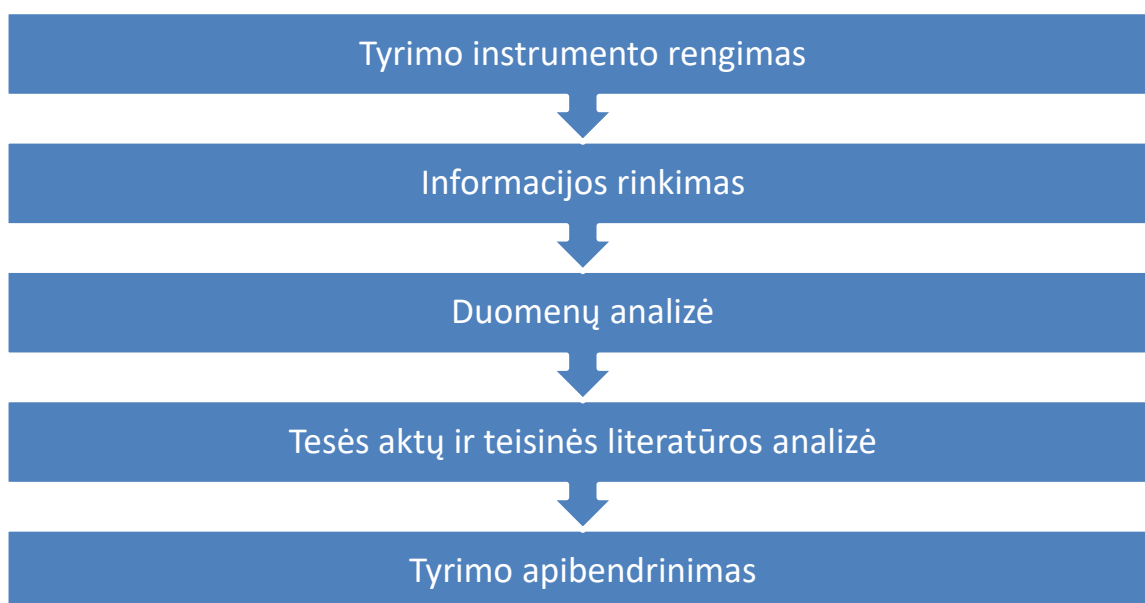 Tyrimo instrumento rengimas
Informacijos rinkimas
Duomenų analizė
Tesės aktų ir teisinės literatūros analizė
Tyrimo apibendrinimas